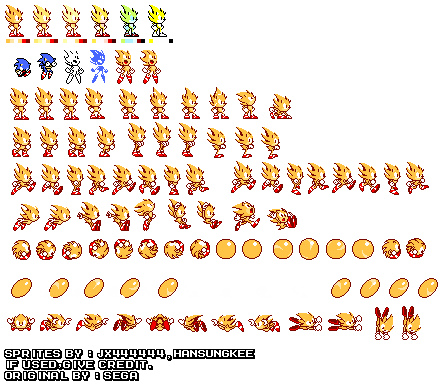 SPRITES BY : JX444444,HANSUNGKEE
IF USED:GIVE CREDIT.
ORIGINAL BY : SEGA